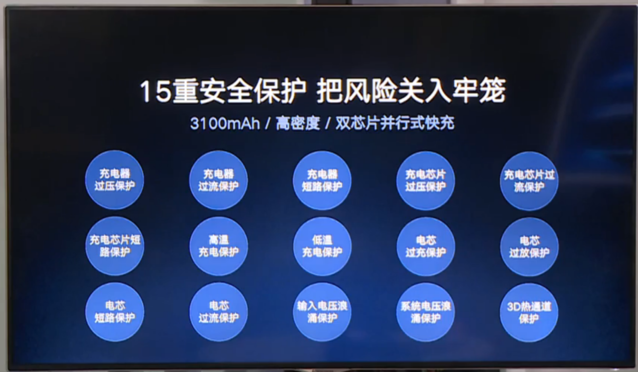 15重安全保护 把风险关入牢笼
3100mAh / 高密度 / 双芯片并行式快充
充电器
过压保护
充电器
过流保护
充电器
短路保护
充电芯片
过压保护
充电芯片过
流保护
充电芯片短
路保护
高温
充电保护
低温
充电保护
电芯
过充保护
电芯
过放保护
电芯
短路保护
电芯
过流保护
输入电压浪
涌保护
系统电压浪
涌保护
3D热通道
保护